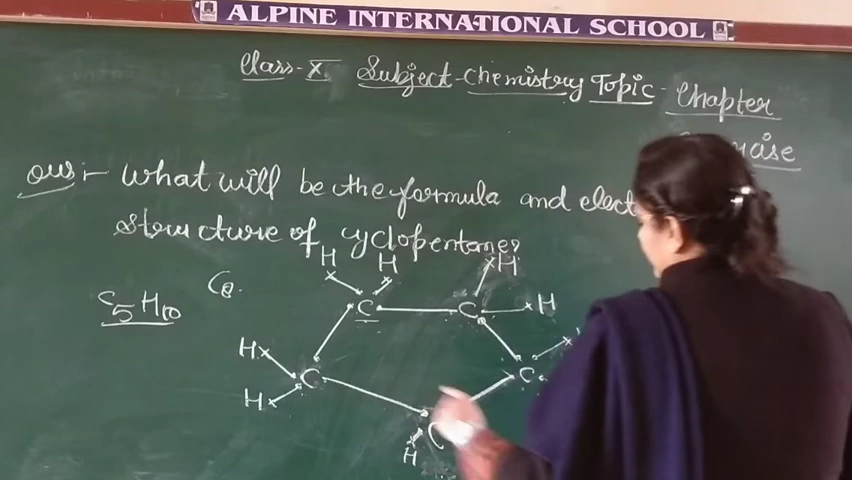 ALPINE INTERNATIONAL SCHOOL
Class-X Subject-Chemistry Topic- Chapter
Ques:- What will be the formula and elect
structure of cyclopentane?
H H H
C5H10
C C H
H C C
H
C
H